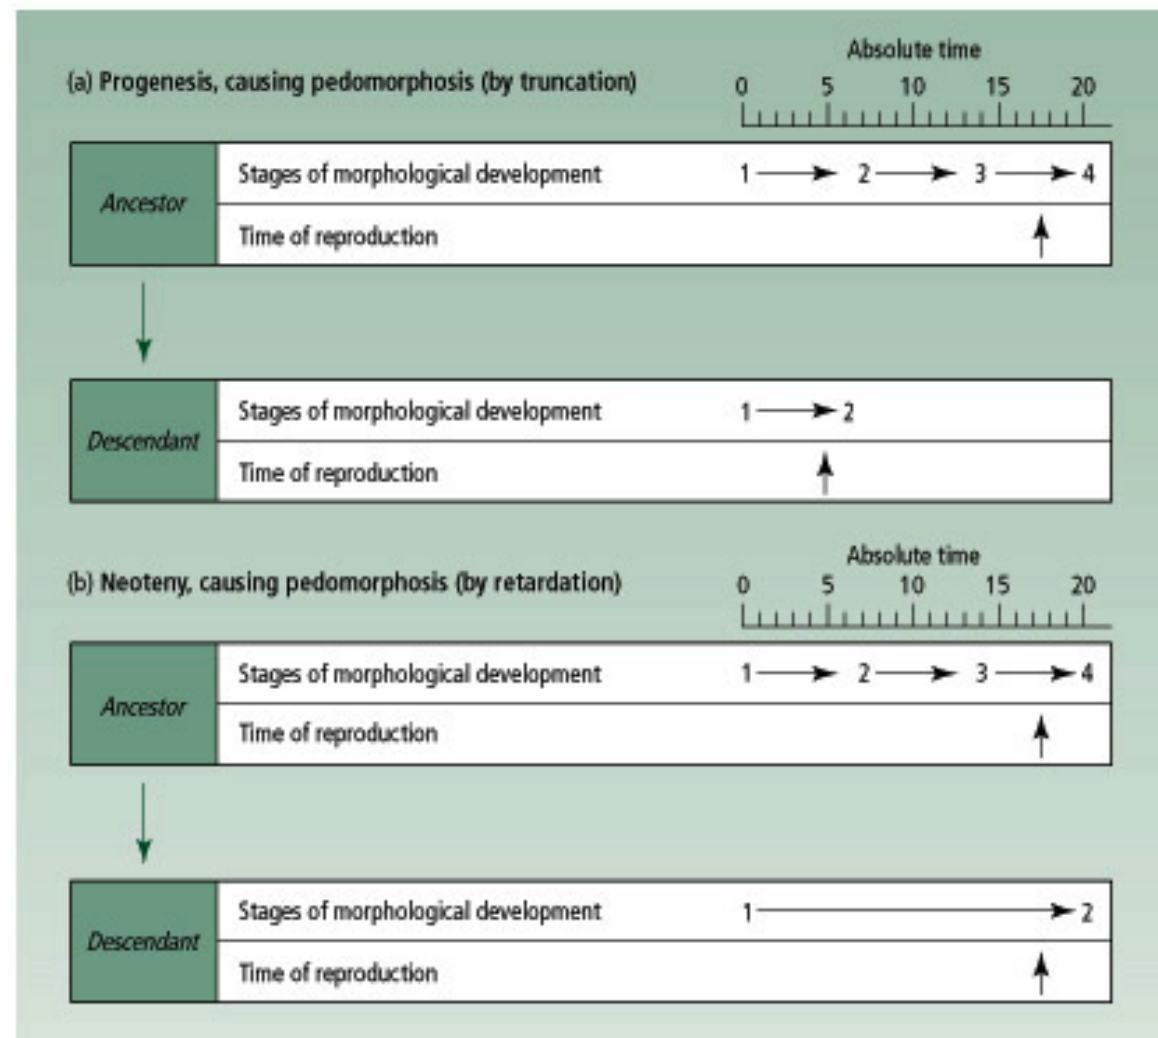 Absolute time
(a) Progenesis, causing pedomorphosis (by truncation)
0 5 10 15 20
Ancestor
Stages of morphological development 1 2 3 4
Time of reproduction
Descendant
Stages of morphological development 1 2
Time of reproduction
Absolute time
(b) Neoteny, causing pedomorphosis (by retardation)
0 5 10 15 20
Ancestor
Stages of morphological development 1 2 3 4
Time of reproduction
Descendant
Stages of morphological development 1 2
Time of reproduction